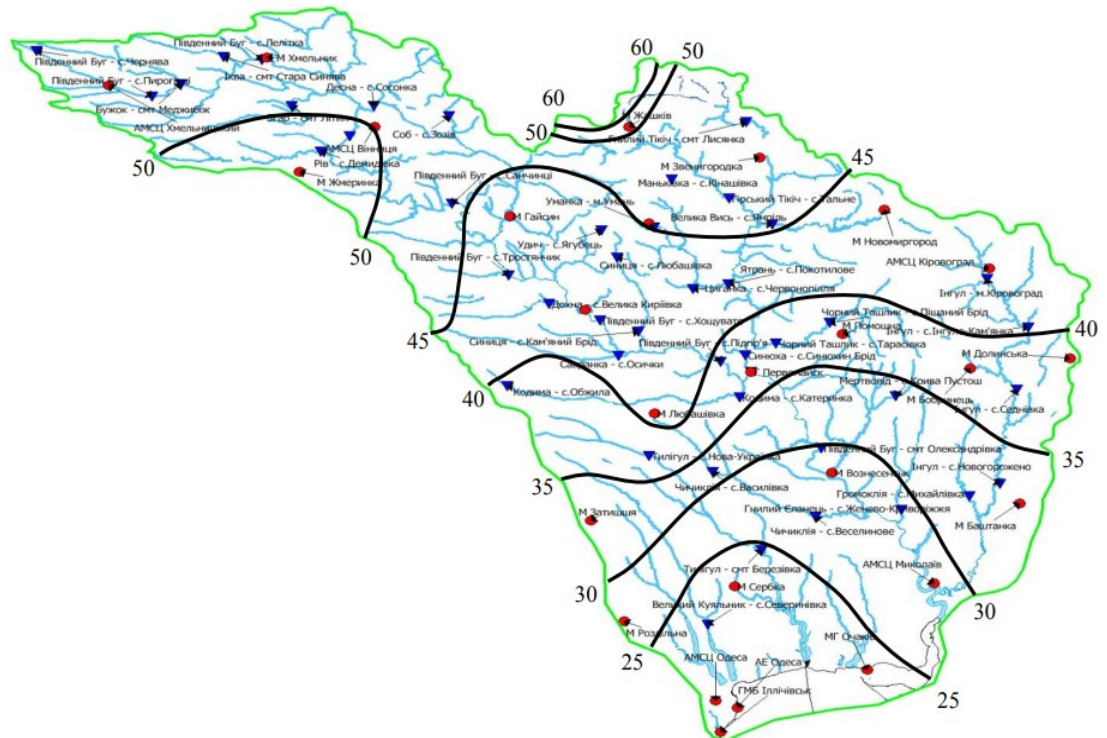 Південний Буг - с.Лелітка
М Хмельник
Південний Буг - с.Чернява
Іква - смт Стара Синява
Південний Буг - с.Пирогівці
Десна - с.Сосонка
Бужок - смт Меджибіж
Згар - смт Літин
АМСЦ Хмельницький
Соб - с.Зозів
АМСЦ Вінниця
Рів - с.Демидівка
М Жмеринка
50
50
60
50
60
50
М Жашків
Гнилий Тікіч - смт Лисянка
М Звенигородка
45
Південний Буг - с.Самчинці
Маньківка - с.Кінашівка
Гірський Тікіч - с.Тальне
Уманка - м.Умань
Велика Вись - с.Ямпіль
М Гайсин
М Новомиргород
Удич - с.Ягубець
Південний Буг - с.Тростянчик
Синиця - с.Любашівка
Ятрань - с.Покотилове
АМСЦ Кіровоград
Циганка - с.Червонопілля
Інгул - м.Кіровоград
Дохна - с.Велика Киріївка
Південний Буг - с.Хощувате
Чорний Ташлик - с.Піщаний Брід
М Помощна
Інгул - с.Інгуло-Кам'янка
40
45
Синиця - с.Кам'яний Брід
Південний Буг - с.Підгір'я
Чорний Ташлик - с.Тарасівка
Синюха - с.Синюхин Брід
М Долинська
Савранка - с.Осички
Г Первомайськ
Мертвовід - с.Крива Пустош
40
Кодима - с.Обжила
Кодима - с.Катеринка
М Бобринець
Інгул - с.Седнівка
М Любашівка
35
Тилігул - с.Нова-Українка
Південний Буг - смт Олександрівка
Чичиклія - с.Василівка
М Вознесенськ
Інгул - с.Новогорожено
35
Громоклія - с.Михайлівка
М Затишшя
Гнилий Єланець - с.Женево-Криворіжжя
М Баштанка
Чичиклія - с.Веселинове
Тилігул - смт Березівка
АМСЦ Миколаїв
30
М Сербка
30
Великий Куяльник - с.Северинівка
М Роздільна
МГ Очаків
25
АМСЦ Одеса
АЕ Одеса
25
ГМБ Іллічівськ